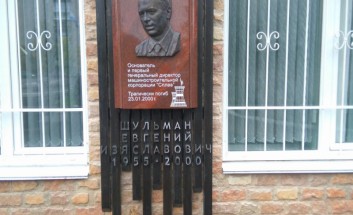 Основатель
и первый
генеральный директор
машиностроительной
корпорации "Сплав"
Трагически погиб
25.01.2000 г.
ШУЛЬМАН
ЕВГЕНИЙ
ИЗЯСЛАВОВИЧ
1955-2000